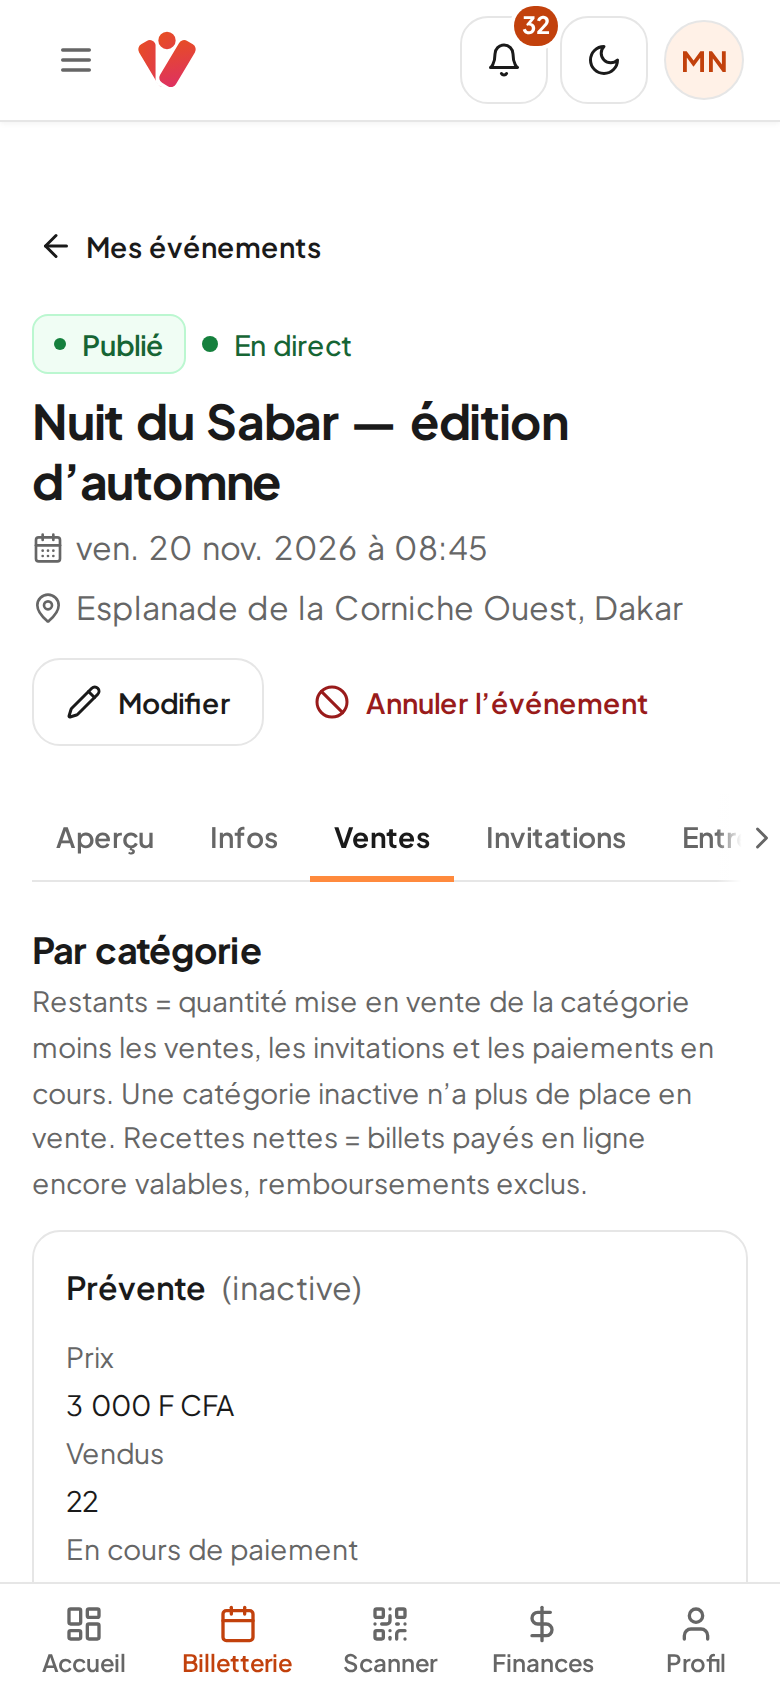 32
MN
Mes événements
Publié
En direct
Nuit du Sabar — édition
d’automne
ven. 20 nov. 2026 à 08:45
Esplanade de la Corniche Ouest, Dakar
Modifier
Annuler l’événement
Aperçu Infos Ventes Invitations Entr
Par catégorie
Restants = quantité mise en vente de la catégorie
moins les ventes, les invitations et les paiements en
cours. Une catégorie inactive n’a plus de place en
vente. Recettes nettes = billets payés en ligne
encore valables, remboursements exclus.
Prévente (inactive)
Prix
3 000 F CFA
Vendus
22
En cours de paiement
Accueil Billetterie Scanner Finances Profil